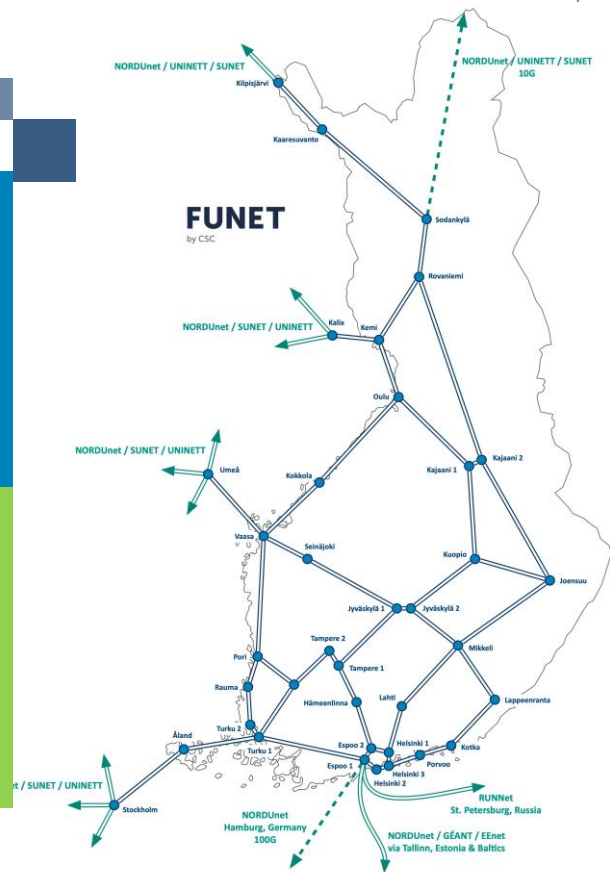 NORDUnet / UNINETT / SUNET
NORDUnet / UNINETT / SUNET
10G
Kilpisjärvi
Kaaresuvanto
FUNET
by CSC
Sodankylä
Rovaniemi
NORDUnet / SUNET / UNINETT
Kalix
Kemi
Oulu
NORDUnet / SUNET / UNINETT
Umeå
Kokkola
Kajaani 1
Kajaani 2
Vaasa
Seinäjoki
Kuopio
Joensuu
Jyväskylä 1
Jyväskylä 2
Tampere 2
Mikkeli
Pori
Tampere 1
Rauma
Hämeenlinna
Lahti
Lappeenranta
Turku 2
Åland
Turku 1
Espoo 2
Helsinki 1
Kotka
Espoo 1
Porvoo
Helsinki 3
Helsinki 2
/ SUNET / UNINETT
Stockholm
RUNNet
St. Petersburg, Russia
NORDUnet
Hamburg, Germany
100G
NORDUnet / GÉANT / EEnet
via Tallinn, Estonia & Baltics